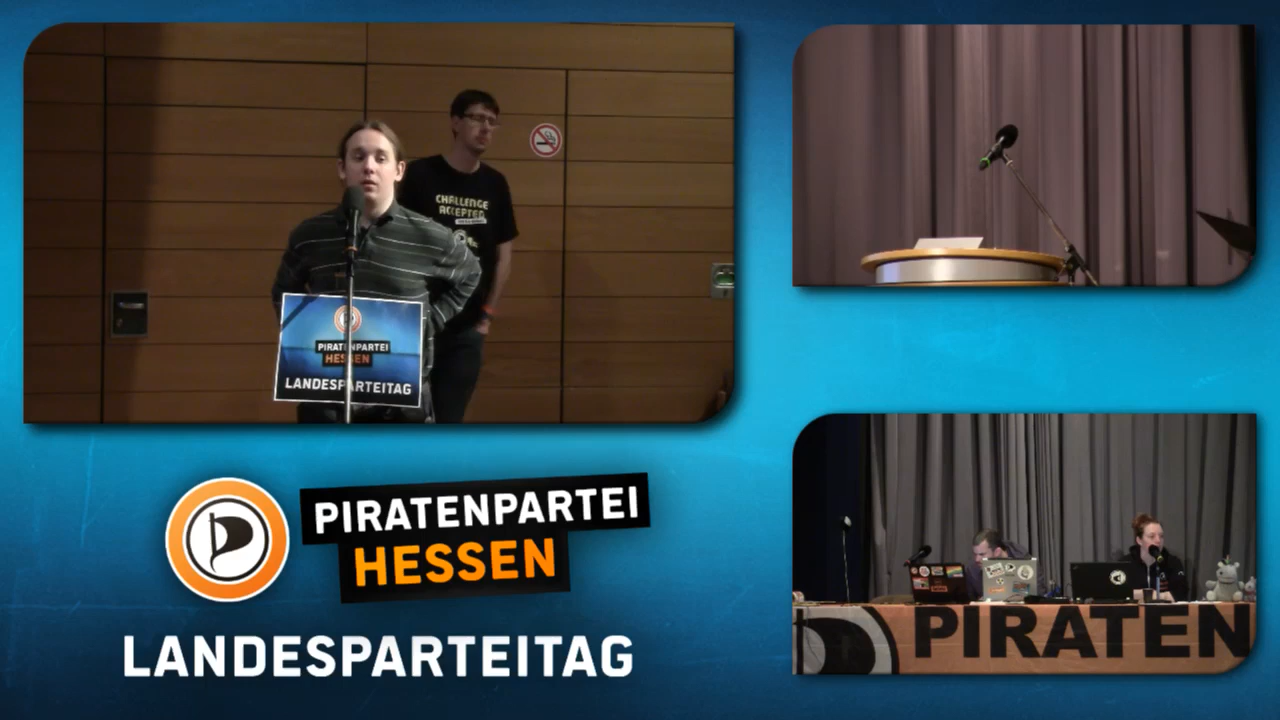 CHALLENGE
ACCEPTED
PIRATENPARTEI
HESSEN
LANDESPARTEITAG
PIRATENPARTEI
HESSEN
LANDESPARTEITAG
PIRATEN